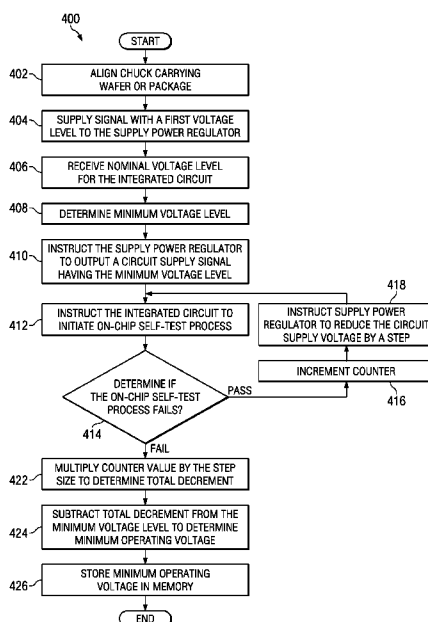 400
START
402
ALIGN CHUCK CARRYING
WAFER OR PACKAGE
404
SUPPLY SIGNAL WITH A FIRST VOLTAGE
LEVEL TO THE SUPPLY POWER REGULATOR
406
RECEIVE NOMINAL VOLTAGE LEVEL
FOR THE INTEGRATED CIRCUIT
408
DETERMINE MINIMUM VOLTAGE LEVEL
410
INSTRUCT THE SUPPLY POWER REGULATOR
TO OUTPUT A CIRCUIT SUPPLY SIGNAL
HAVING THE MINIMUM VOLTAGE LEVEL
412
INSTRUCT THE INTEGRATED CIRCUIT TO
INITIATE ON-CHIP SELF-TEST PROCESS
418
INSTRUCT SUPPLY POWER
REGULATOR TO REDUCE THE CIRCUIT
SUPPLY VOLTAGE BY A STEP
INCREMENT COUNTER
416
DETERMINE IF
THE ON-CHIP SELF-TEST
PROCESS FAILS?
414
PASS
FAIL
422
MULTIPLY COUNTER VALUE BY THE STEP
SIZE TO DETERMINE TOTAL DECREMENT
424
SUBTRACT TOTAL DECREMENT FROM THE
MINIMUM VOLTAGE LEVEL TO DETERMINE
MINIMUM OPERATING VOLTAGE
426
STORE MINIMUM OPERATING
VOLTAGE IN MEMORY
END